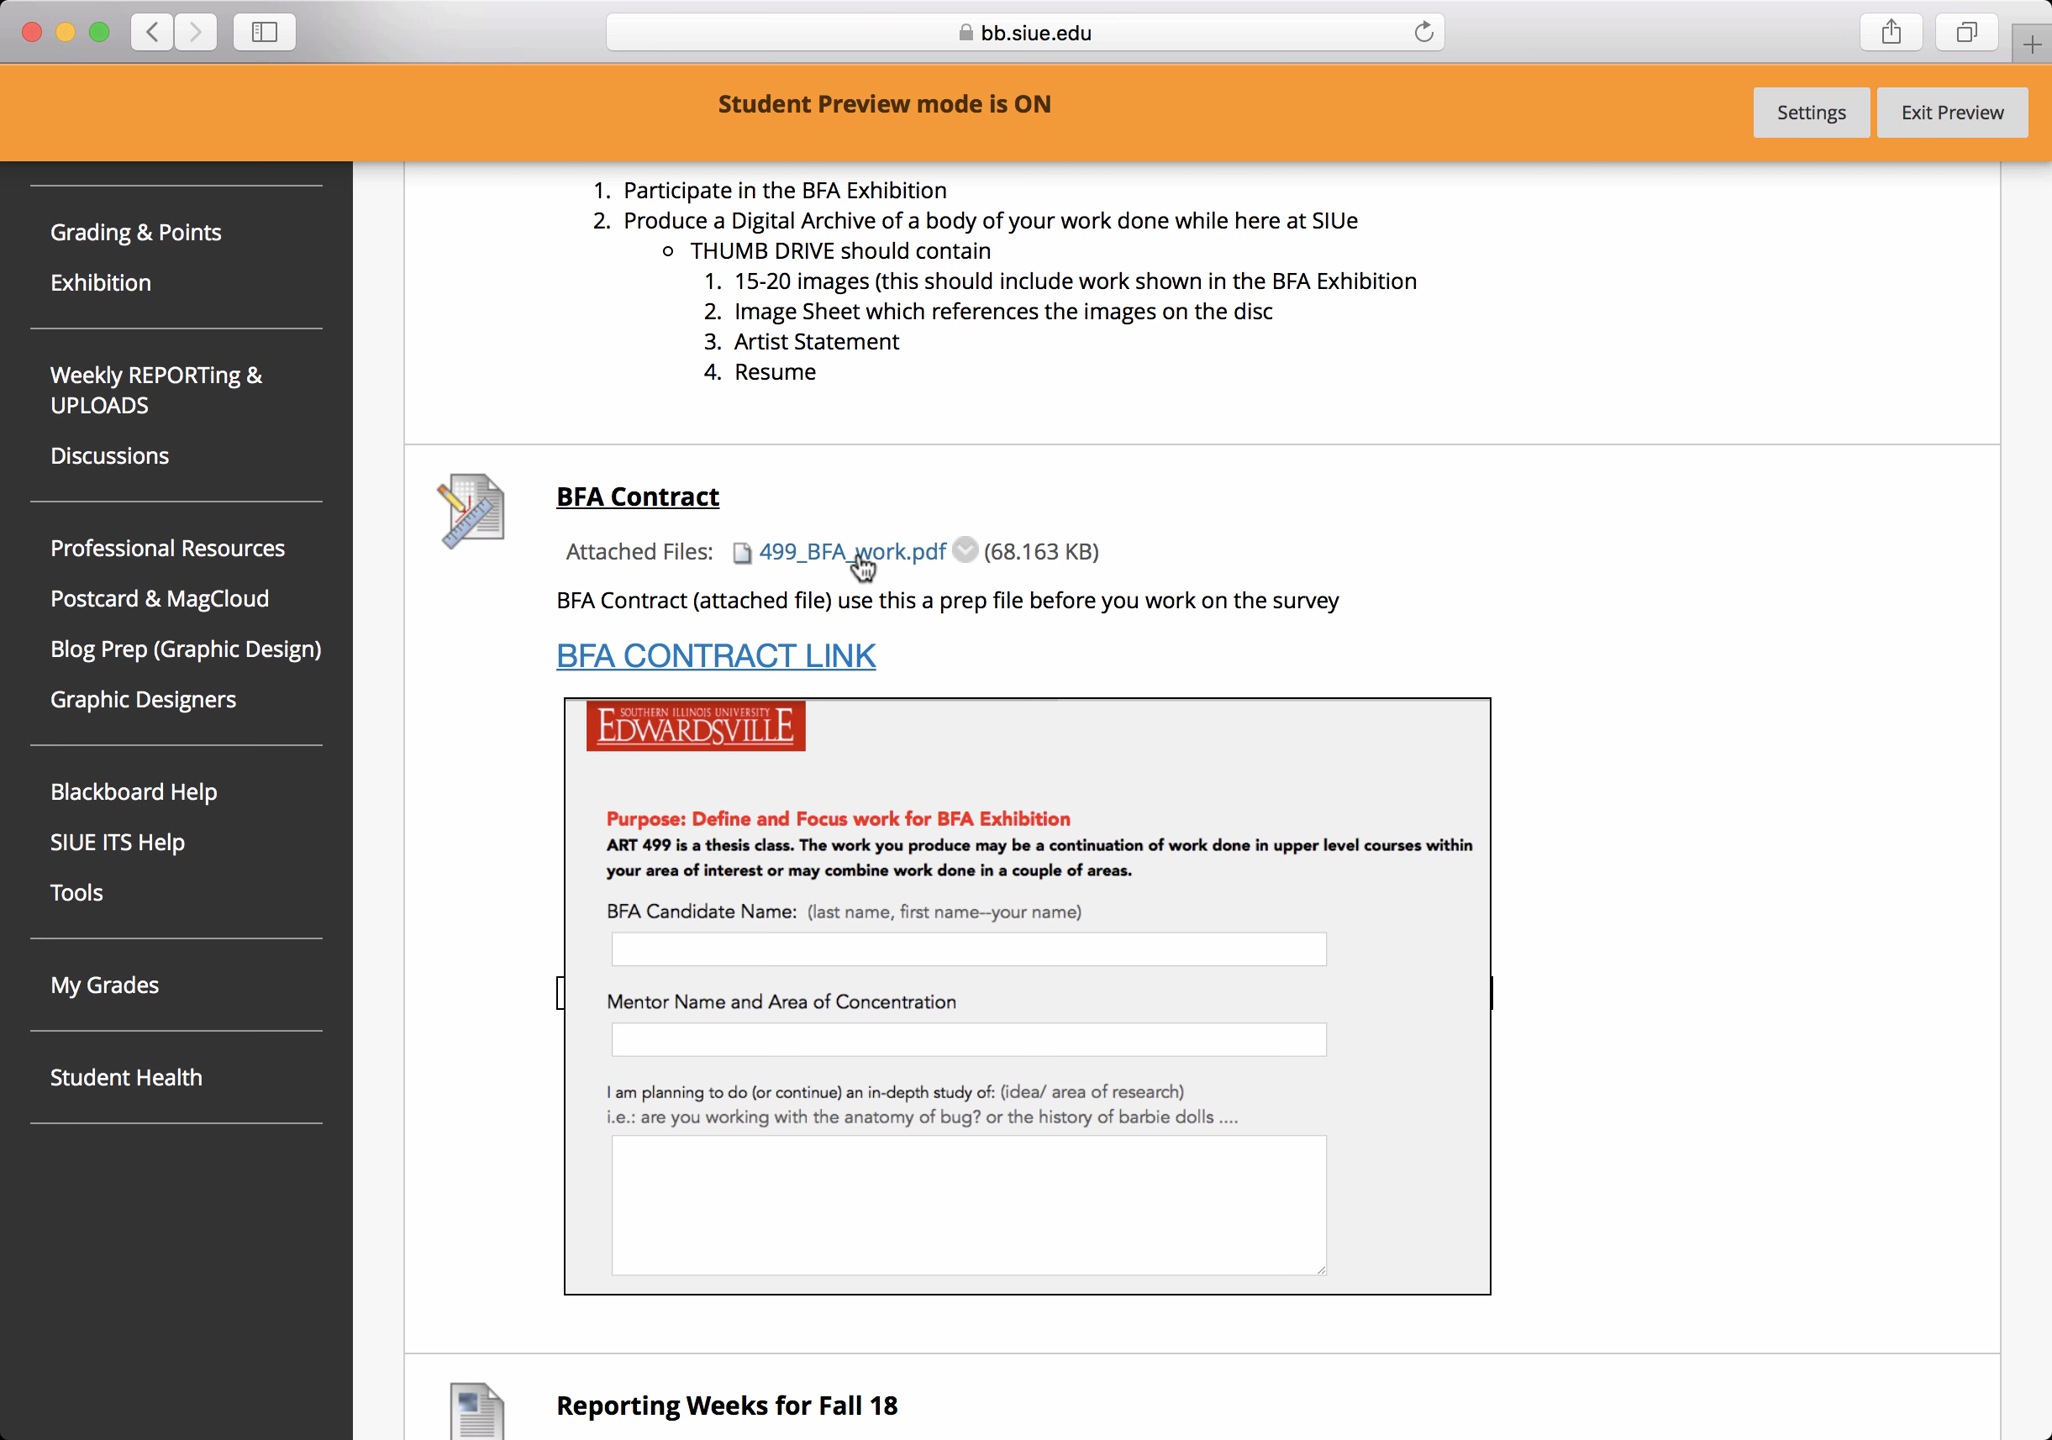 bb.siue.edu
Student Preview mode is ON
Settings
Exit Preview
Grading & Points
Exhibition
Weekly REPORTing &
UPLOADS
Discussions
Professional Resources
Postcard & MagCloud
Blog Prep (Graphic Design)
Graphic Designers
Blackboard Help
SIUE ITS Help
Tools
My Grades
Student Health
1. Participate in the BFA Exhibition
2. Produce a Digital Archive of a body of your work done while here at SIUe
THUMB DRIVE should contain
1. 15-20 images (this should include work shown in the BFA Exhibition
2. Image Sheet which references the images on the disc
3. Artist Statement
4. Resume
BFA Contract
Attached Files: 499_BFA_work.pdf (68.163 KB)
BFA Contract (attached file) use this a prep file before you work on the survey
BFA CONTRACT LINK
SOUTHERN ILLINOIS UNIVERSITY
EDWARDSVILLE
Purpose: Define and Focus work for BFA Exhibition
ART 499 is a thesis class. The work you produce may be a continuation of work done in upper level courses within
your area of interest or may combine work done in a couple of areas.
BFA Candidate Name: (last name, first name--your name)
Mentor Name and Area of Concentration
I am planning to do (or continue) an in-depth study of: (idea/ area of research)
i.e.: are you working with the anatomy of bug? or the history of barbie dolls ....
Reporting Weeks for Fall 18